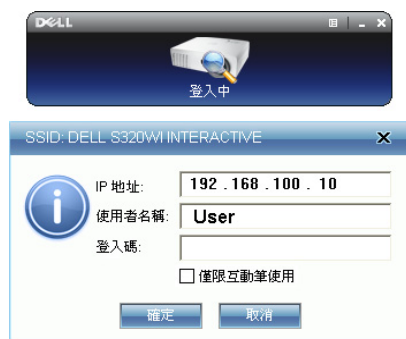 DELL
登入中
SSID: DELL S320WI INTERACTIVE
IP 地址: 192 . 168 . 100 . 10
使用者名稱: User
登入碼:
僅限互動筆使用
確定 取消